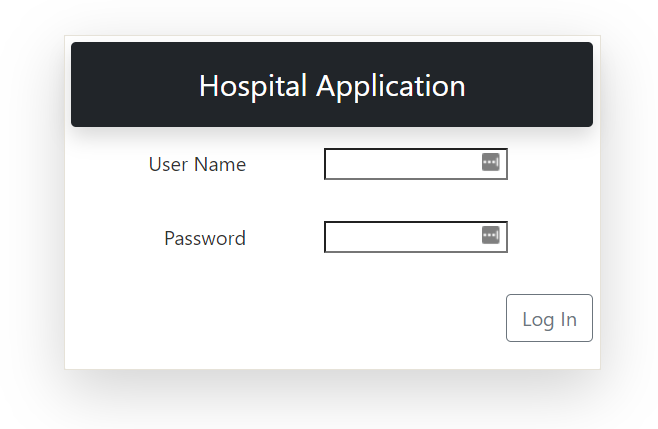 Hospital Application
User Name
Password
Log In